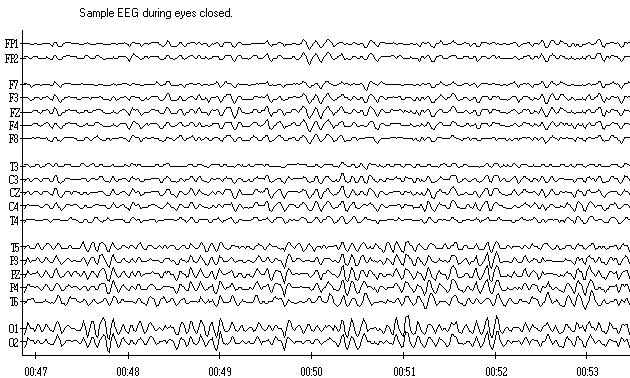 Sample EEG during eyes closed.
FP1
FP2
F7
F3
FZ
F4
F8
T3
C3
CZ
C4
T4
T5
P3
PZ
P4
T6
O1
O2
00:47 00:48 00:49 00:50 00:51 00:52 00:53